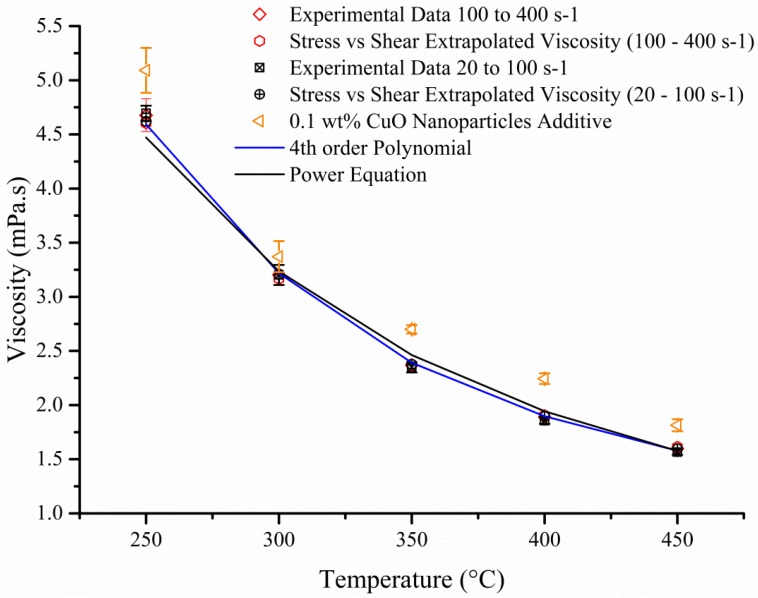 Experimental Data 100 to 400 s-1
Stress vs Shear Extrapolated Viscosity (100 - 400 s-1)
Experimental Data 20 to 100 s-1
Stress vs Shear Extrapolated Viscosity (20 - 100 s-1)
0.1 wt% CuO Nanoparticles Additive
4th order Polynomial
Power Equation
5.5
5.0
4.5
4.0
3.5
3.0
2.5
2.0
1.5
1.0
Viscosity (mPa.s)
250 300 350 400 450
Temperature (°C)